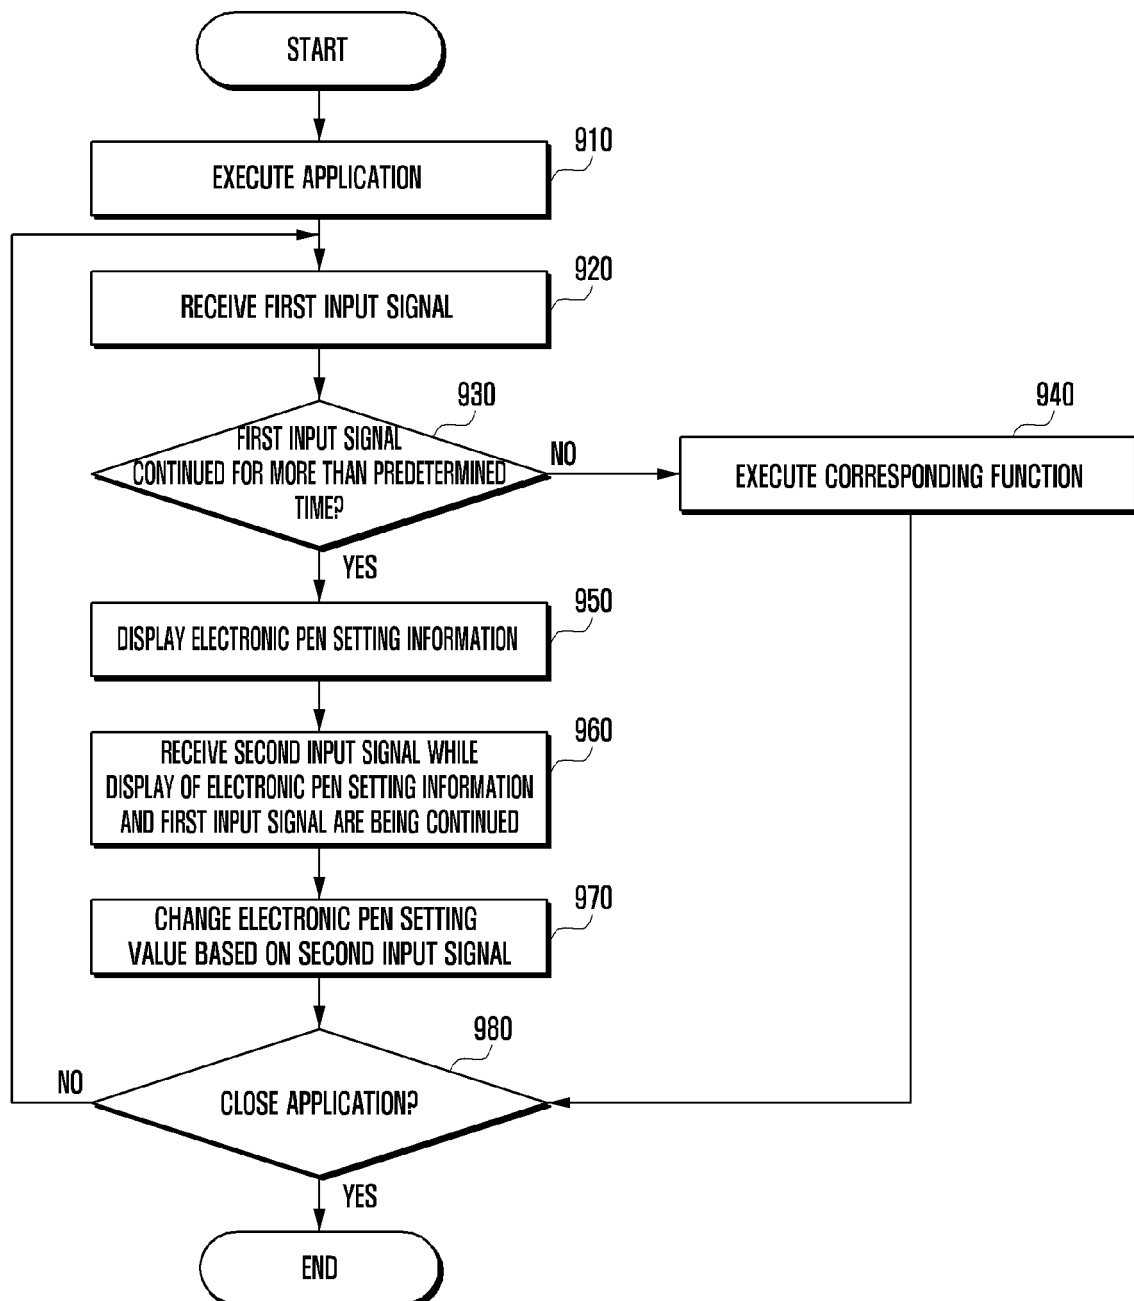 START
910
EXECUTE APPLICATION
920
RECEIVE FIRST INPUT SIGNAL
930
FIRST INPUT SIGNAL
CONTINUED FOR MORE THAN PREDETERMINED
TIME?
NO
940
EXECUTE CORRESPONDING FUNCTION
YES
950
DISPLAY ELECTRONIC PEN SETTING INFORMATION
960
RECEIVE SECOND INPUT SIGNAL WHILE
DISPLAY OF ELECTRONIC PEN SETTING INFORMATION
AND FIRST INPUT SIGNAL ARE BEING CONTINUED
970
CHANGE ELECTRONIC PEN SETTING
VALUE BASED ON SECOND INPUT SIGNAL
980
NO
CLOSE APPLICATION?
YES
END